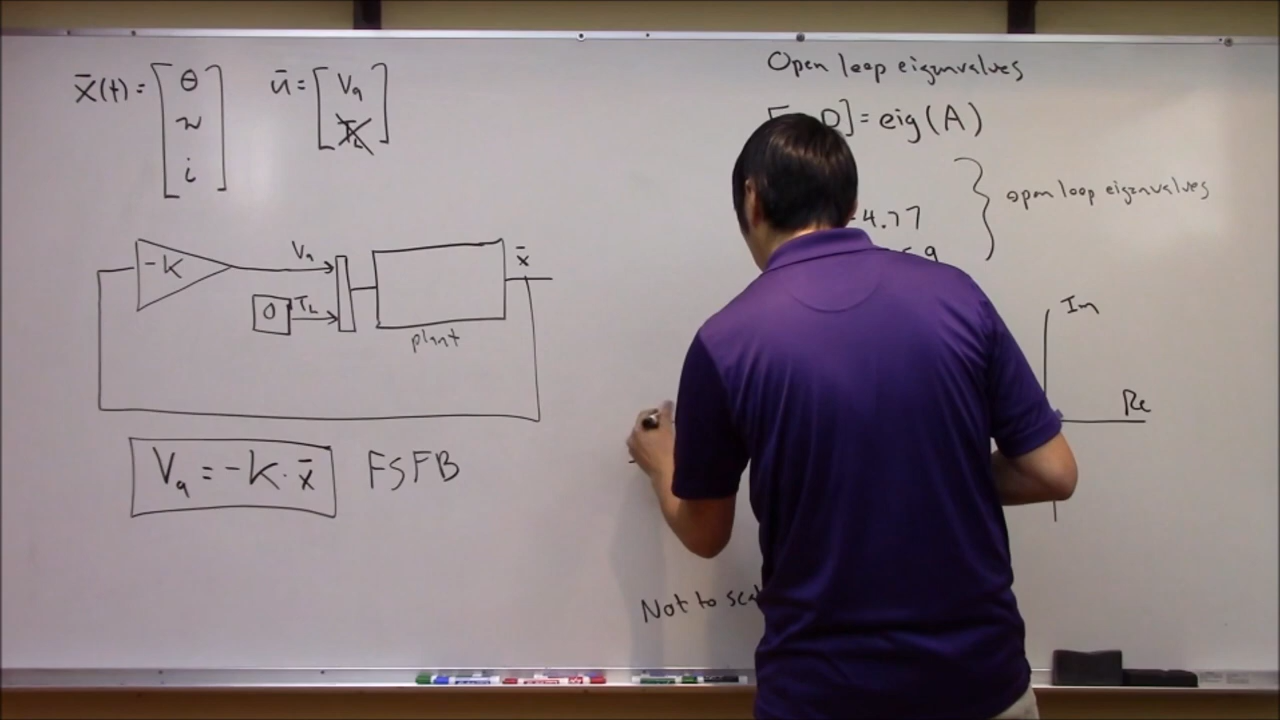 x̄(t) = [θ
ω
i]
ū = [Va
TL]
-K
Va
0
TL
plant
x̄
Va = -K · x̄
FSFB
Open loop eigenvalues
D] = eig(A)
-4.77
open loop eigenvalues
Im
Re
Not to